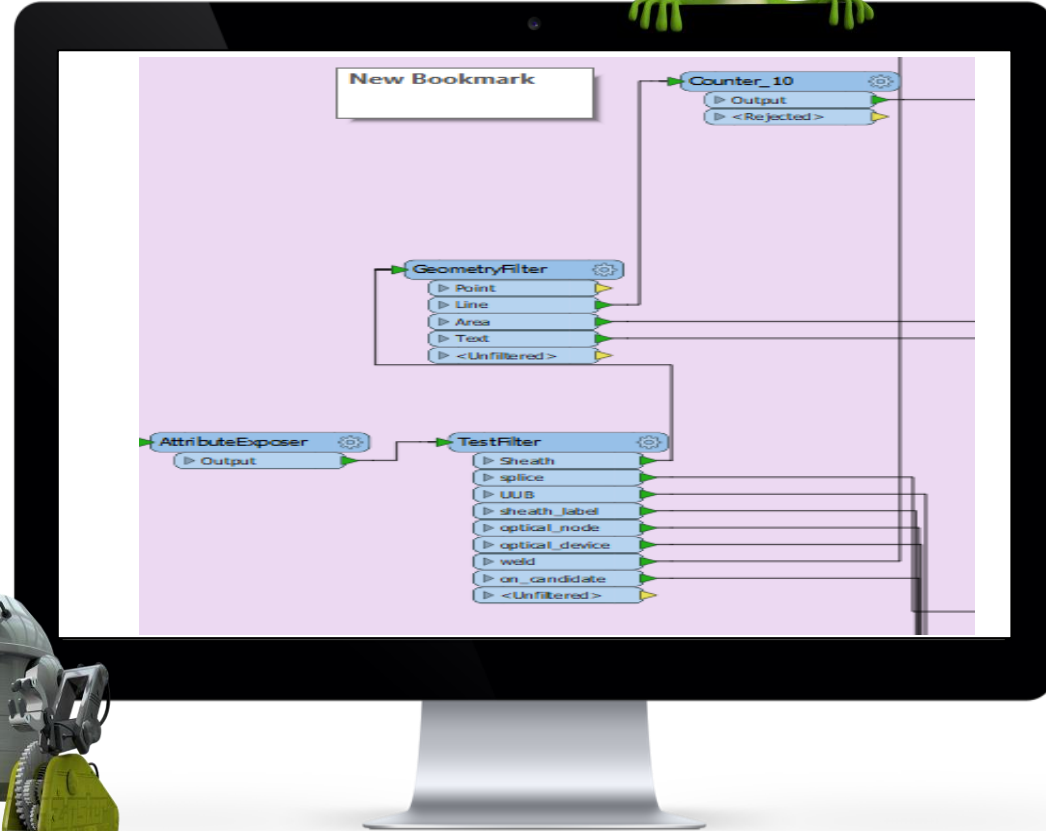 New Bookmark
Counter_10
Output
<Rejected>
GeometryFilter
Point
Line
Area
Text
<Unfiltered>
AttributeExposer
Output
TestFilter
Sheath
splice
UUB
sheath_label
optical_node
optical_device
weld
on_candidate
<Unfiltered>